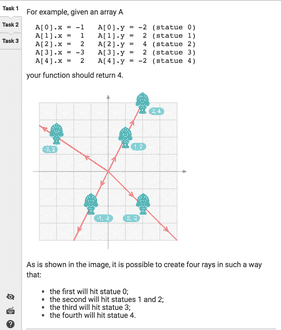 Task 1
Task 2
Task 3
For example, given an array A
A[0].x = -1 A[0].y = -2 (statue 0)
A[1].x = 1 A[1].y = 2 (statue 1)
A[2].x = 2 A[2].y = 4 (statue 2)
A[3].x = -3 A[3].y = 2 (statue 3)
A[4].x = 2 A[4].y = -2 (statue 4)
your function should return 4.
2, 4
1, 2
-3, 2
-1, -2
2, -2
As is shown in the image, it is possible to create four rays in such a way
that:
• the first will hit statue 0;
• the second will hit statues 1 and 2;
• the third will hit statue 3;
• the fourth will hit statue 4.
?